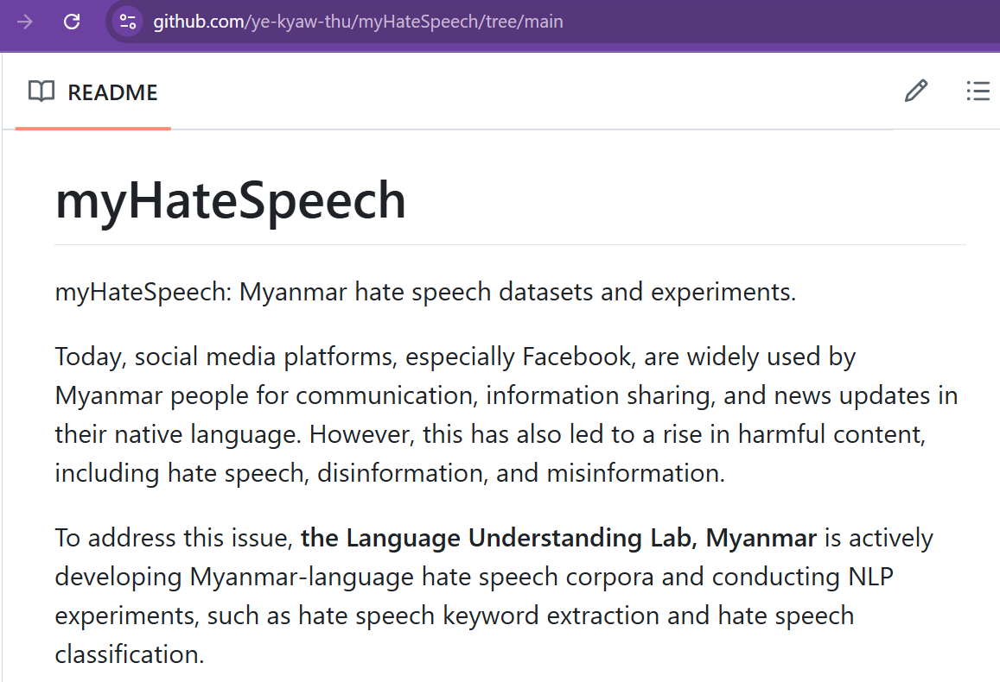 github.com/ye-kyaw-thu/myHateSpeech/tree/main
README
myHateSpeech
myHateSpeech: Myanmar hate speech datasets and experiments.
Today, social media platforms, especially Facebook, are widely used by
Myanmar people for communication, information sharing, and news updates in
their native language. However, this has also led to a rise in harmful content,
including hate speech, disinformation, and misinformation.
To address this issue, the Language Understanding Lab, Myanmar is actively
developing Myanmar-language hate speech corpora and conducting NLP
experiments, such as hate speech keyword extraction and hate speech
classification.